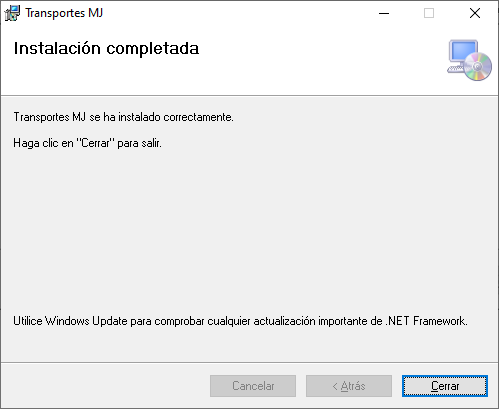 Transportes MJ
Instalación completada
Transportes MJ se ha instalado correctamente.
Haga clic en "Cerrar" para salir.
Utilice Windows Update para comprobar cualquier actualización importante de .NET Framework.
Cancelar
< Atrás
Cerrar